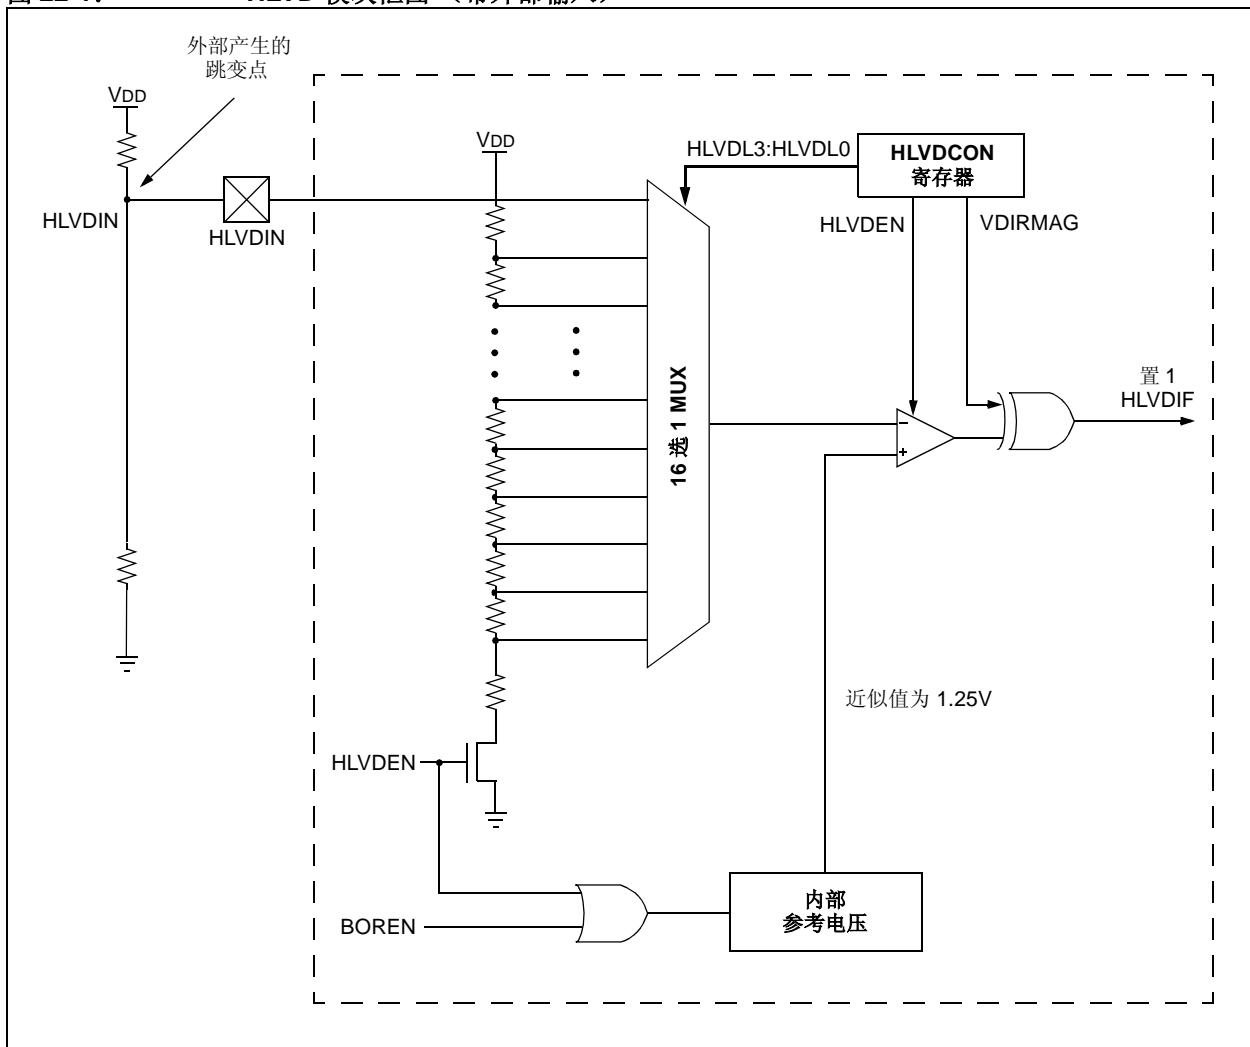 外部产生的
跳变点
VDD
VDD
HLVDL3:HLVDL0
HLVDCON
寄存器
HLVDIN
HLVDIN
HLVDEN
VDIRMAG
16 选 1 MUX
置 1
HLVDIF
−
+
近似值为 1.25V
HLVDEN
BOREN
内部
参考电压